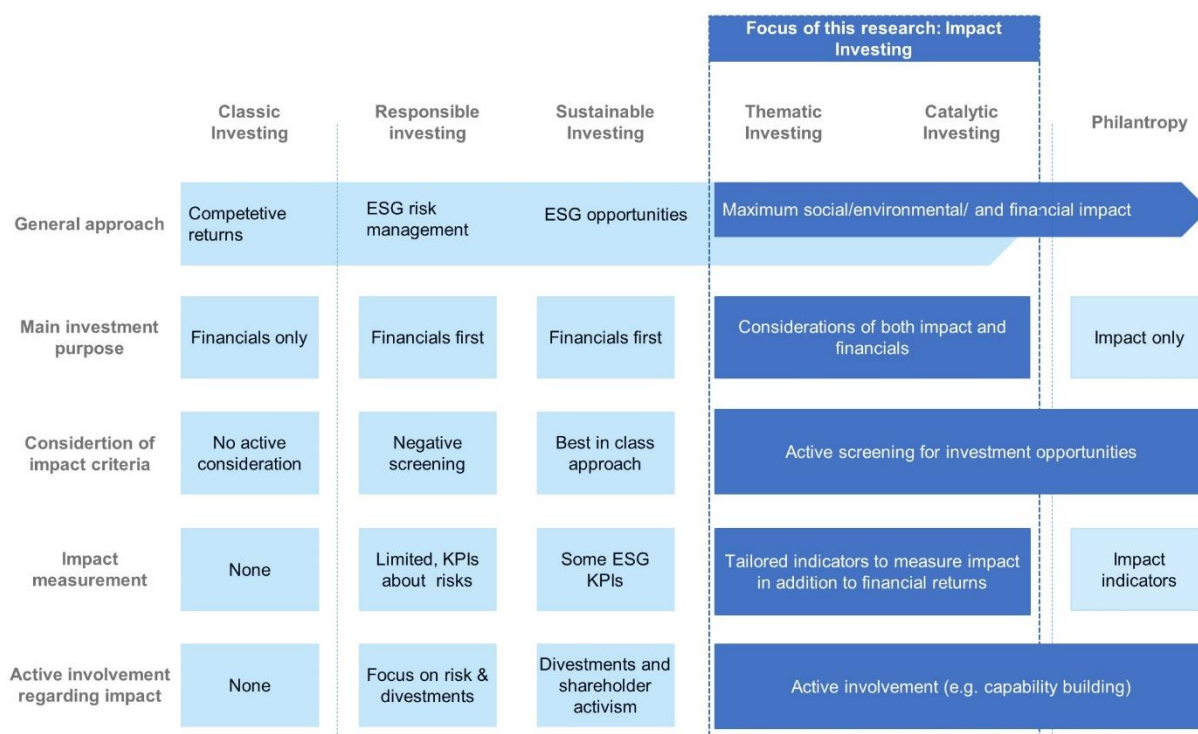 Focus of this research: Impact
Investing
Classic
Investing
Responsible
investing
Sustainable
Investing
Thematic
Investing
Catalytic
Investing
Philantropy
General approach
Competetive
returns
ESG risk
management
ESG opportunities
Maximum social/environmental/ and financial impact
Main investment
purpose
Financials only
Financials first
Financials first
Considerations of both impact and
financials
Impact only
Considertion of
impact criteria
No active
consideration
Negative
screening
Best in class
approach
Active screening for investment opportunities
Impact
measurement
None
Limited, KPIs
about risks
Some ESG
KPIs
Tailored indicators to measure impact
in addition to financial returns
Impact
indicators
Active involvement
regarding impact
None
Focus on risk &
divestments
Divestments and
shareholder
activism
Active involvement (e.g. capability building)